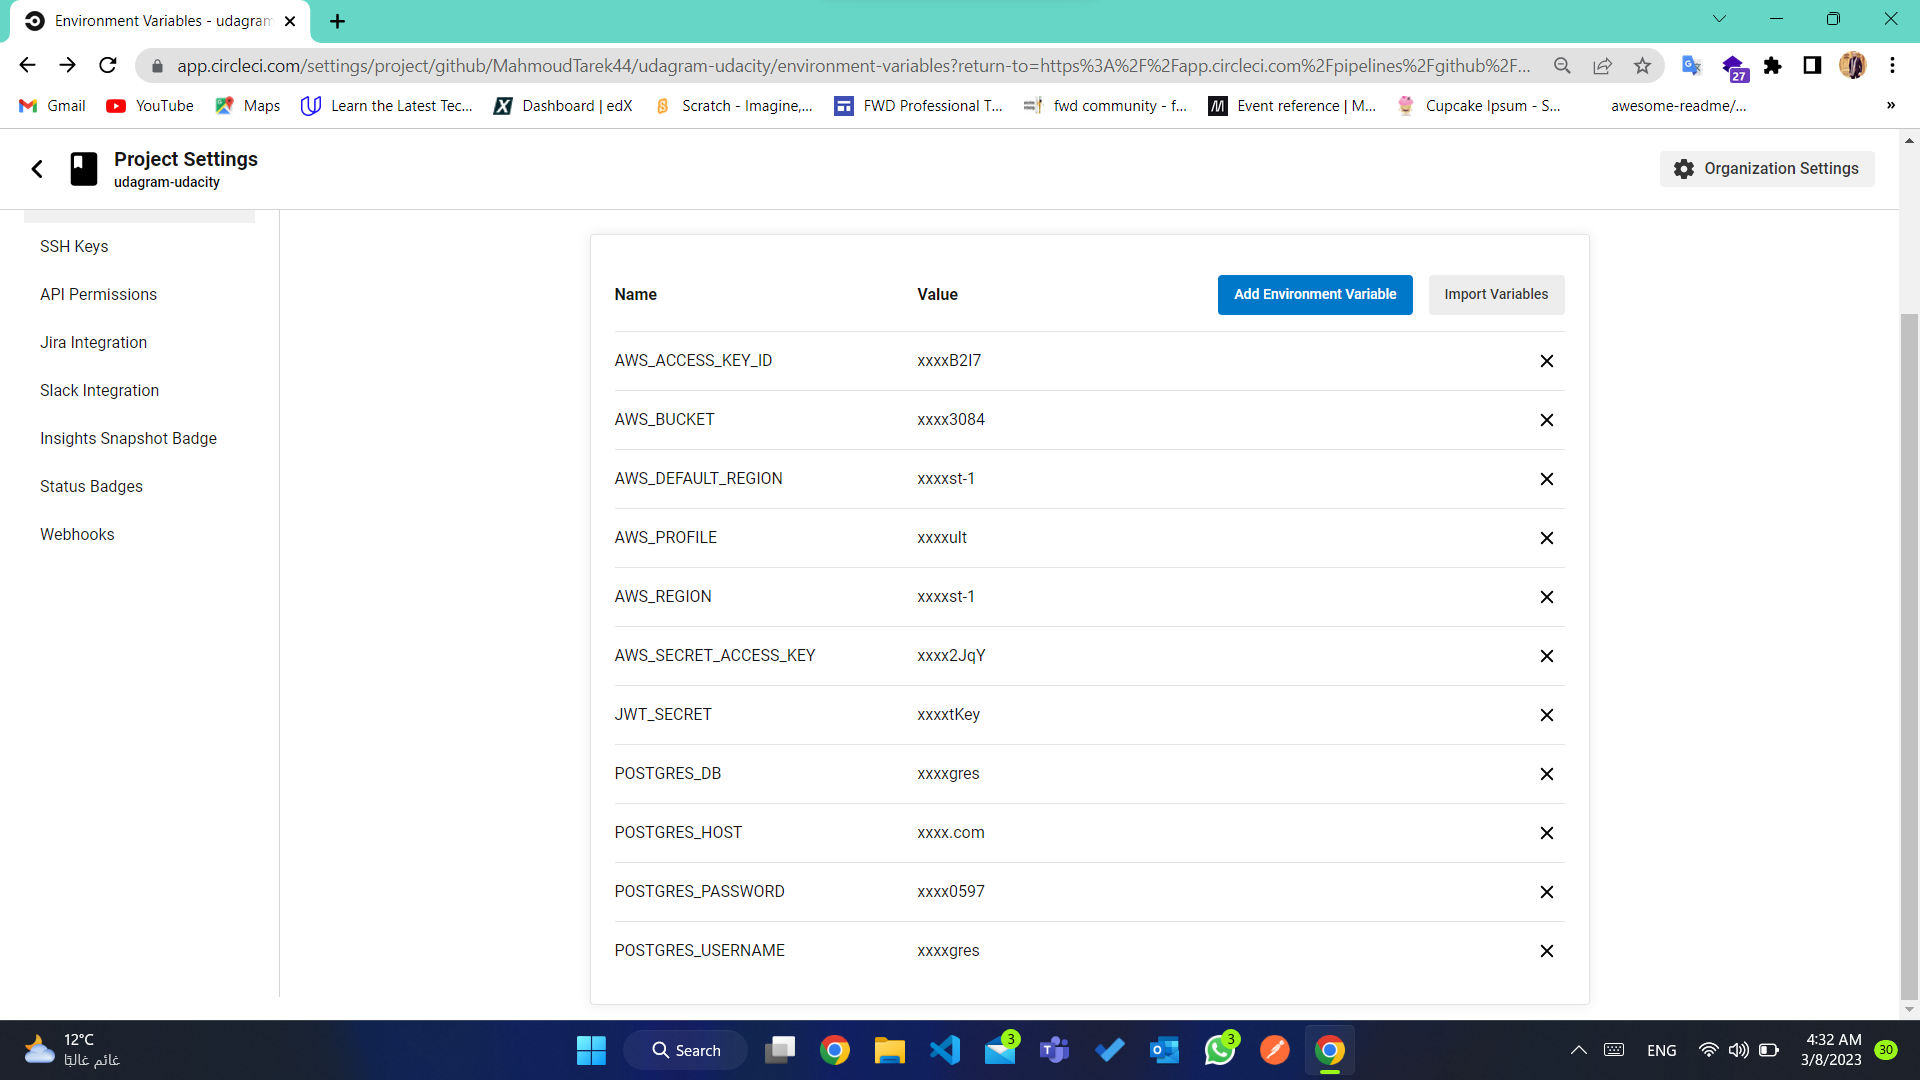 Environment Variables - udagram
app.circleci.com/settings/project/github/MahmoudTarek44/udagram-udacity/environment-variables?return-to=https%3A%2F%2Fapp.circleci.com%2Fpipelines%2Fgithub%2F...
27
Gmail
YouTube
Maps
Learn the Latest Tec...
Dashboard | edX
Scratch - Imagine,...
FWD Professional T...
fwd community - f...
Event reference | M...
Cupcake Ipsum - S...
awesome-readme/...
»
Project Settings
udagram-udacity
Organization Settings
SSH Keys
API Permissions
Jira Integration
Slack Integration
Insights Snapshot Badge
Status Badges
Webhooks
Name Value Add Environment Variable Import Variables
AWS_ACCESS_KEY_ID xxxxB2I7
AWS_BUCKET xxxx3084
AWS_DEFAULT_REGION xxxxst-1
AWS_PROFILE xxxxult
AWS_REGION xxxxst-1
AWS_SECRET_ACCESS_KEY xxxx2JqY
JWT_SECRET xxxxtKey
POSTGRES_DB xxxxgres
POSTGRES_HOST xxxx.com
POSTGRES_PASSWORD xxxx0597
POSTGRES_USERNAME xxxxgres
12°C
غائم غالبًا
Search
3
3
ENG
4:32 AM
3/8/2023
30